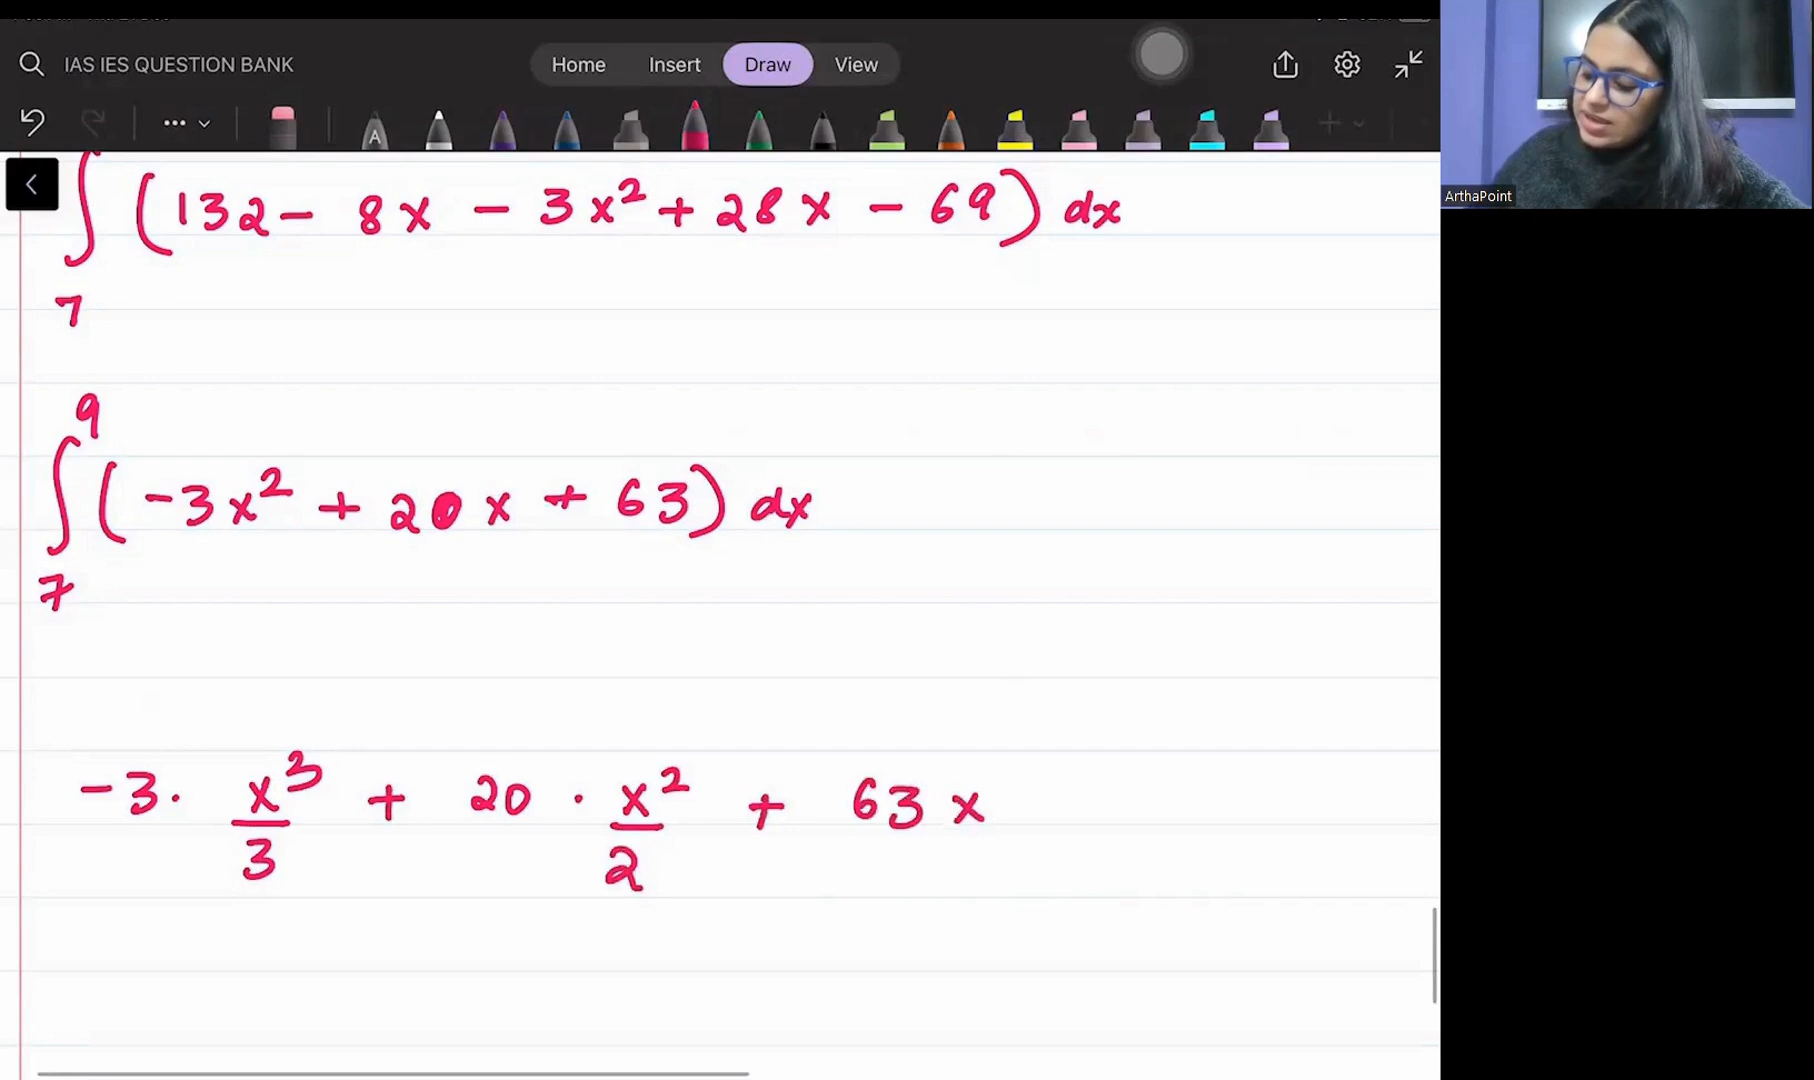 IAS IES QUESTION BANK
Home Insert Draw View
A
ArthaPoint
∫ (132 - 8x - 3x² + 28x - 69) dx
7
9
∫ (-3x² + 20x + 63) dx
7
-3· x³/3 + 20 · x²/2 + 63x